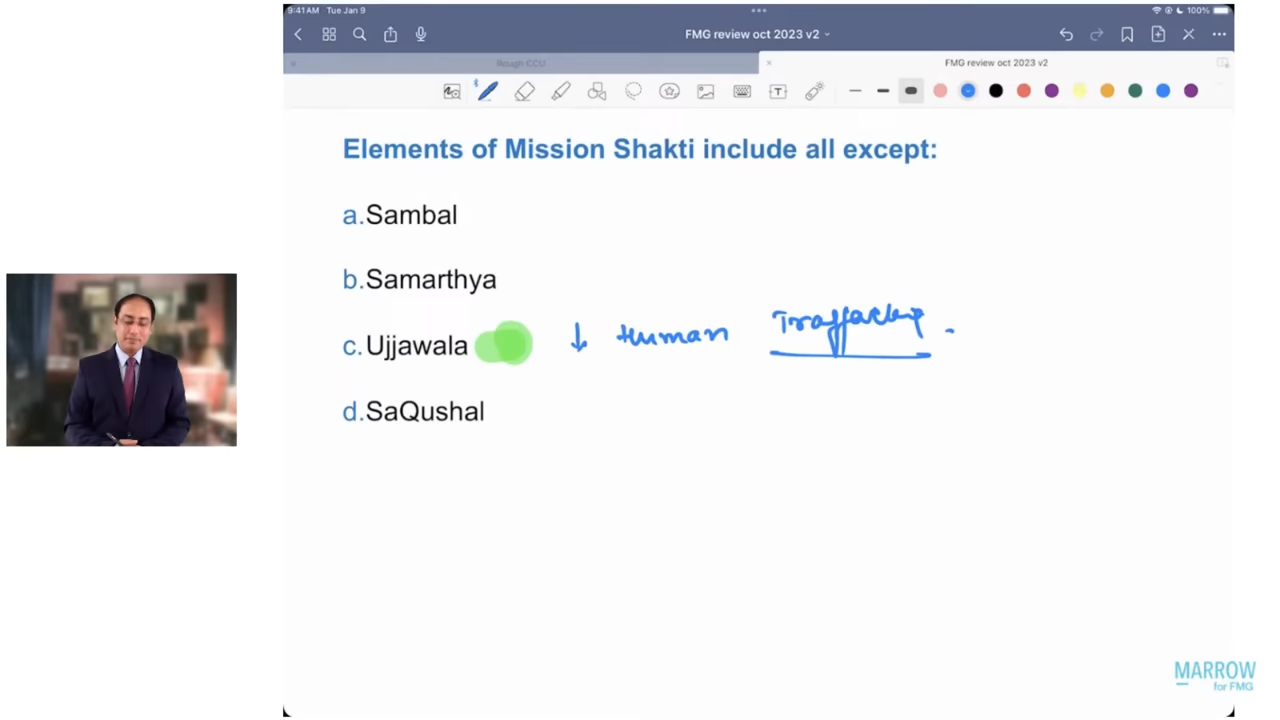 9:41 AM Tue Jan 9
100%
FMG review oct 2023 v2
Rough CCU
FMG review oct 2023 v2
T
Elements of Mission Shakti include all except:
a.Sambal
b.Samarthya
c.Ujjawala ↓ Human
d.SaQushal
MARROW
for FMG